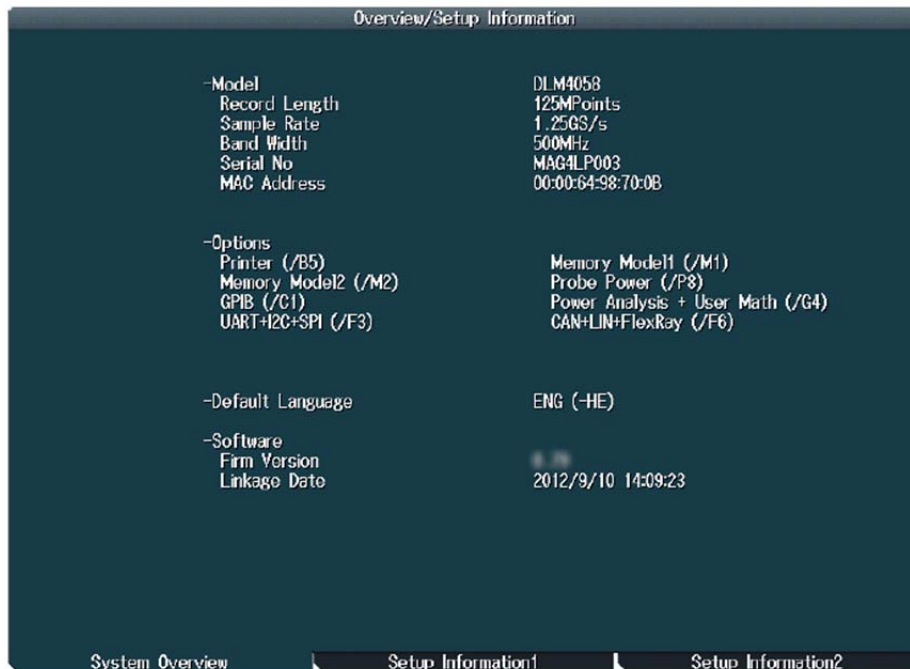 Overview/Setup Information
-Model DLM4058
Record Length 125MPoints
Sample Rate 1.25GS/s
Band Width 500MHz
Serial No MAG4LP003
MAC Address 00:00:64:98:70:0B
-Options
Printer (/B5) Memory Model1 (/M1)
Memory Model2 (/M2) Probe Power (/P8)
GPIB (/C1) Power Analysis + User Math (/G4)
UART+I2C+SPI (/F3) CAN+LIN+FlexRay (/F6)
-Default Language ENG (-HE)
-Software
Firm Version
Linkage Date 2012/9/10 14:09:23
System Overview Setup Information1 Setup Information2